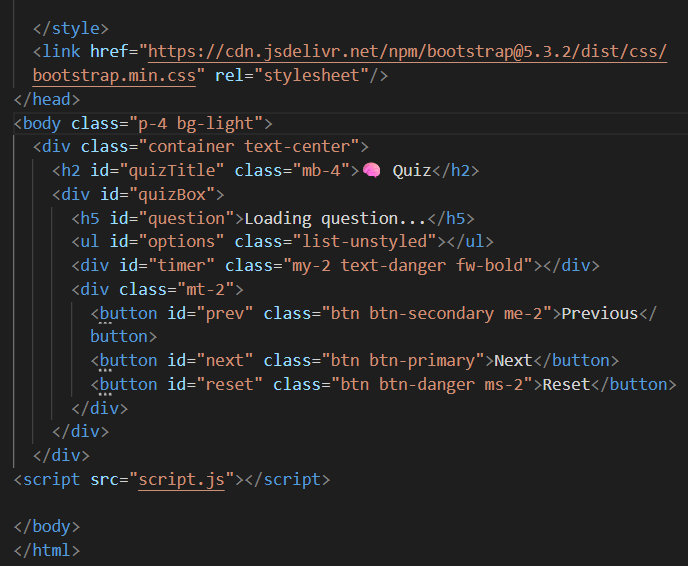 </style>
<link href="https://cdn.jsdelivr.net/npm/bootstrap@5.3.2/dist/css/
bootstrap.min.css" rel="stylesheet"/>
</head>
<body class="p-4 bg-light">
<div class="container text-center">
<h2 id="quizTitle" class="mb-4">🧠 Quiz</h2>
<div id="quizBox">
<h5 id="question">Loading question...</h5>
<ul id="options" class="list-unstyled"></ul>
<div id="timer" class="my-2 text-danger fw-bold"></div>
<div class="mt-2">
<button id="prev" class="btn btn-secondary me-2">Previous</
button>
<button id="next" class="btn btn-primary">Next</button>
<button id="reset" class="btn btn-danger ms-2">Reset</button>
</div>
</div>
</div>
<script src="script.js"></script>
</body>
</html>